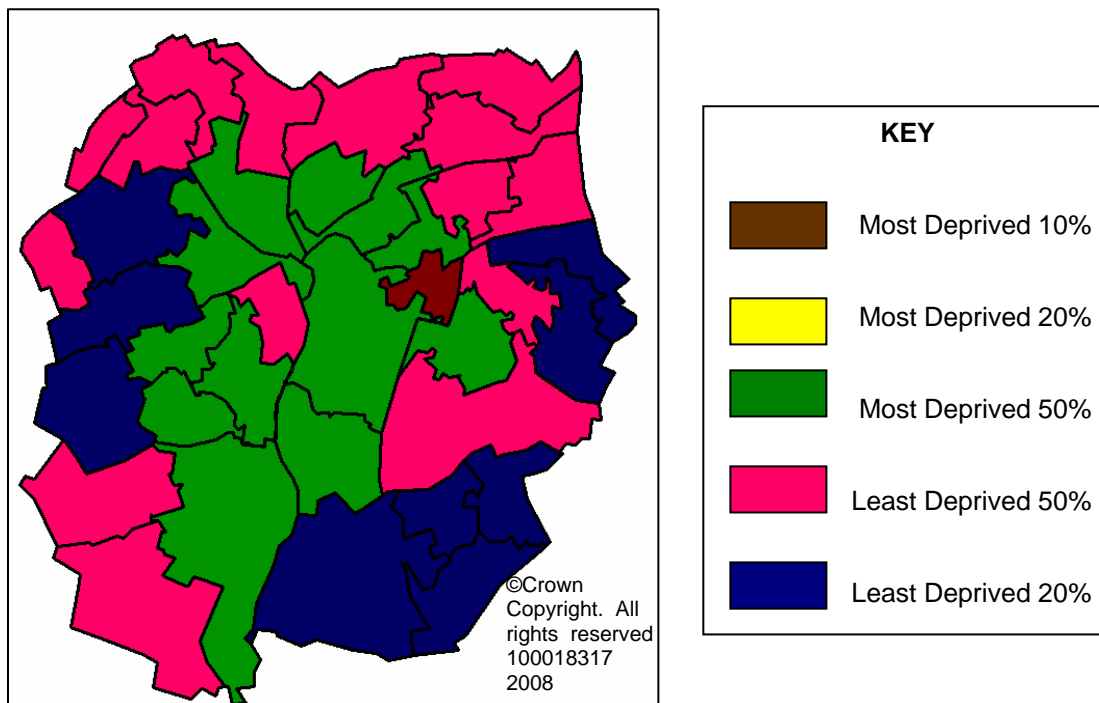 KEY
Most Deprived 10%
Most Deprived 20%
Most Deprived 50%
Least Deprived 50%
Least Deprived 20%
©Crown
Copyright. All
rights reserved
100018317
2008